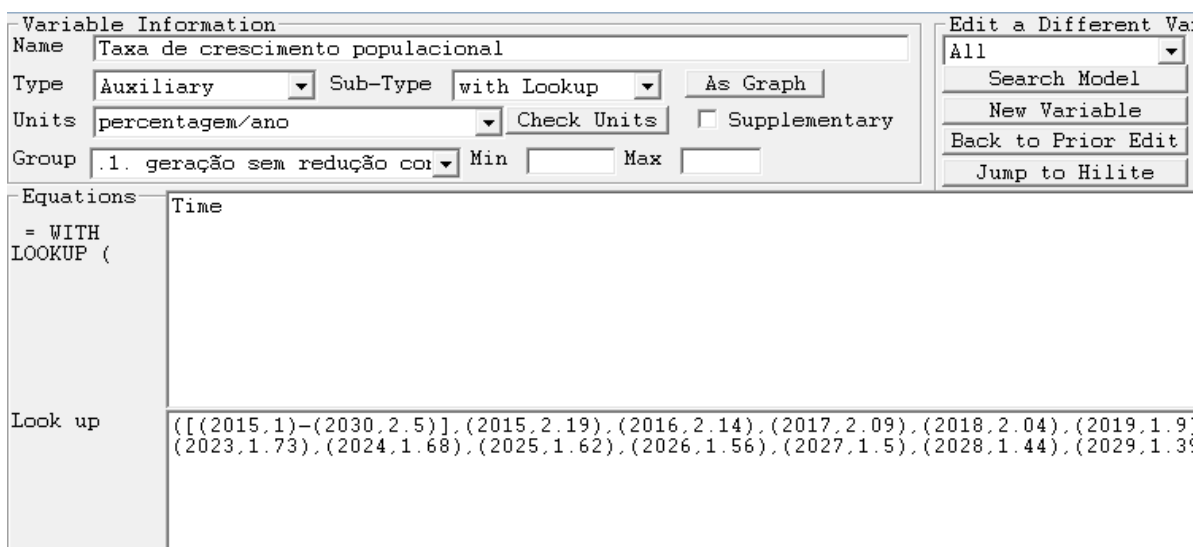 Variable Information
Edit a Different
Name Taxa de crescimento populacional
All
Type Auxiliary Sub-Type with Lookup As Graph
Search Model
Units percentagem/ano Check Units Supplementary
New Variable
Group .1. geração sem redução Min Max
Back to Prior Edit
Jump to Hilite
Equations
Time
= WITH
LOOKUP (
Look up
([(2015,1)-(2030,2.5)],(2015,2.19),(2016,2.14),(2017,2.09),(2018,2.04),(2019,1.9
(2023,1.73),(2024,1.68),(2025,1.62),(2026,1.56),(2027,1.5),(2028,1.44),(2029,1.39